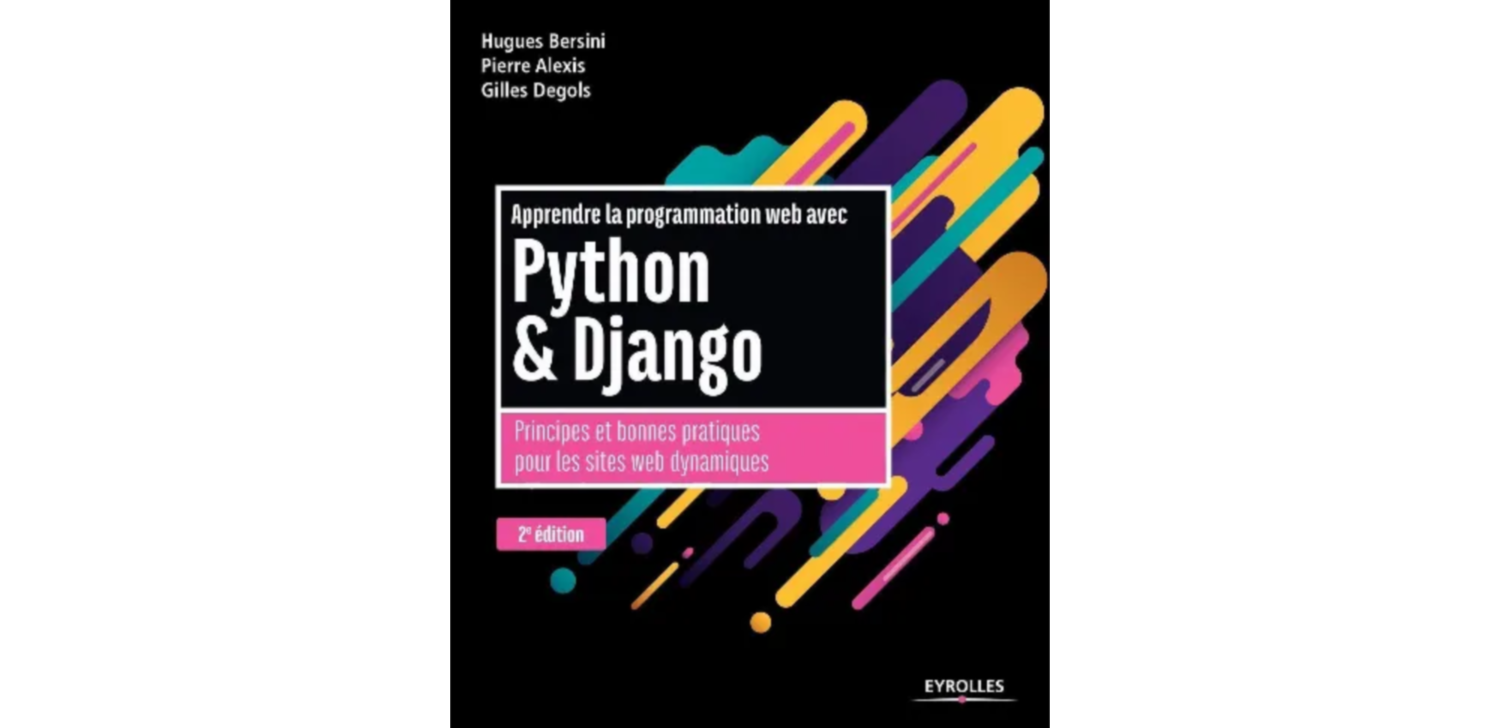 Hugues Bersini
Pierre Alexis
Gilles Degols
Apprendre la programmation web avec
Python
& Django
Principes et bonnes pratiques
pour les sites web dynamiques
2e édition
EYROLLES